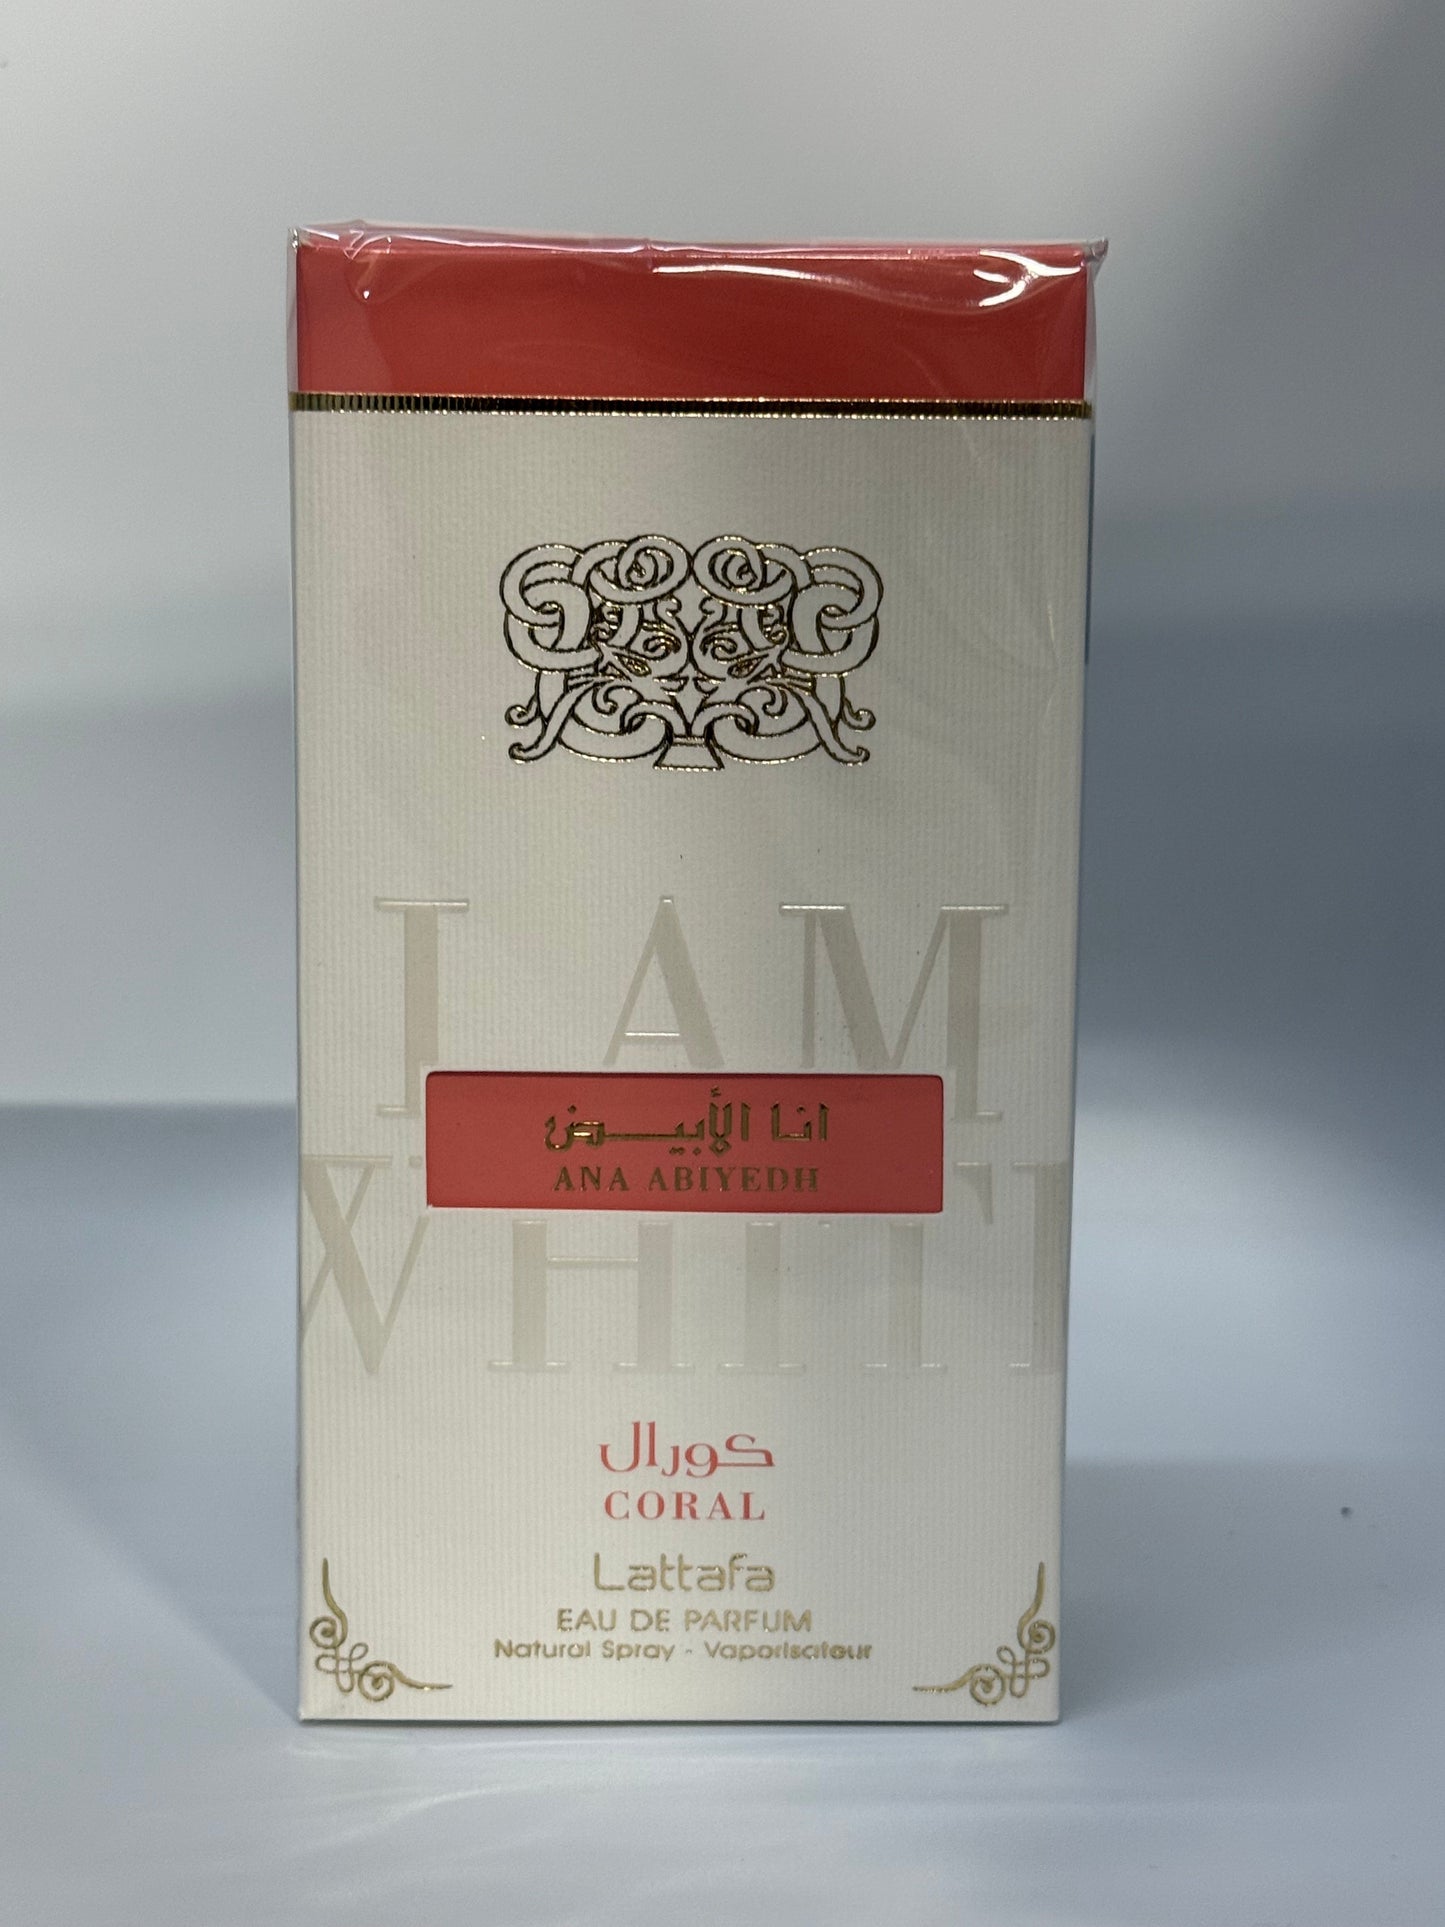 I AM
انا الأبيض
ANA ABIYEDH
WHITE
كورال
CORAL
Lattafa
EAU DE PARFUM
Natural Spray - Vaporisateur